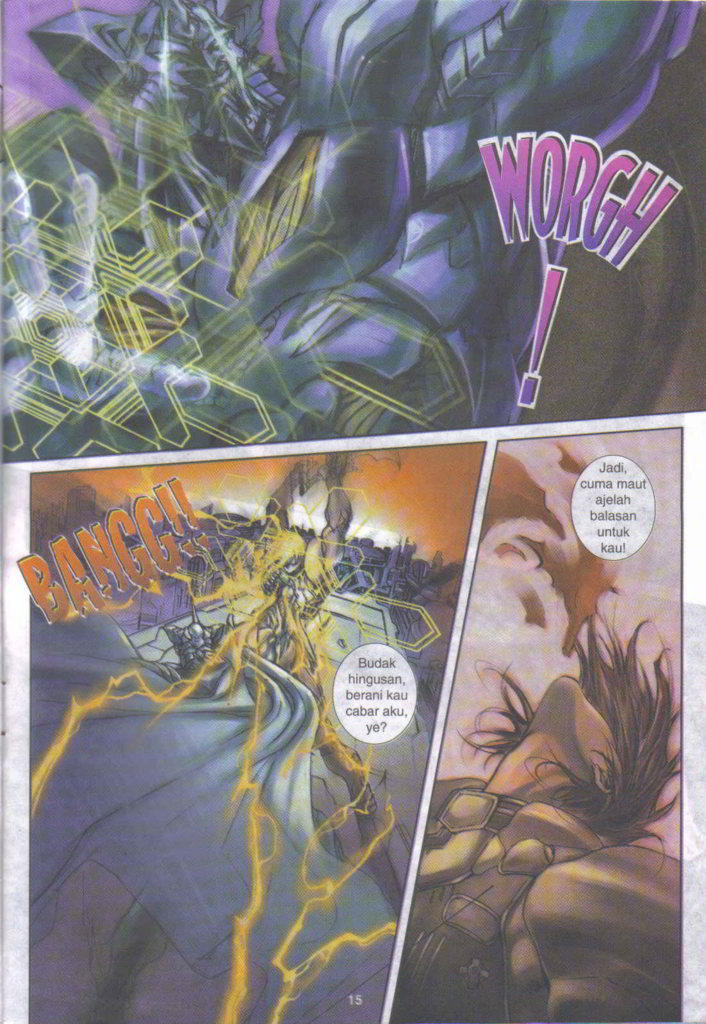 WORGH
!
BANGG!!
Budak
hingusan,
berani kau
cabar aku,
ye?
Jadi,
cuma maut
ajelah
balasan
untuk
kau!
15